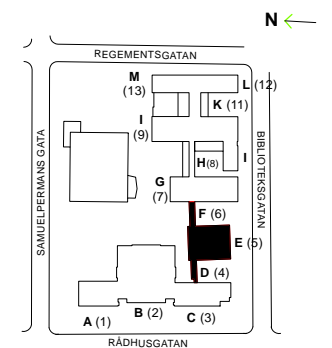 N
REGEMENTSGATAN
M
(13)
L (12)
K (11)
I
(9)
H (8)
I
G
(7)
F (6)
E (5)
D (4)
A (1)
B (2)
C (3)
SAMUELPERMANS GATA
BIBLIOTEKSGATAN
RÅDHUSGATAN